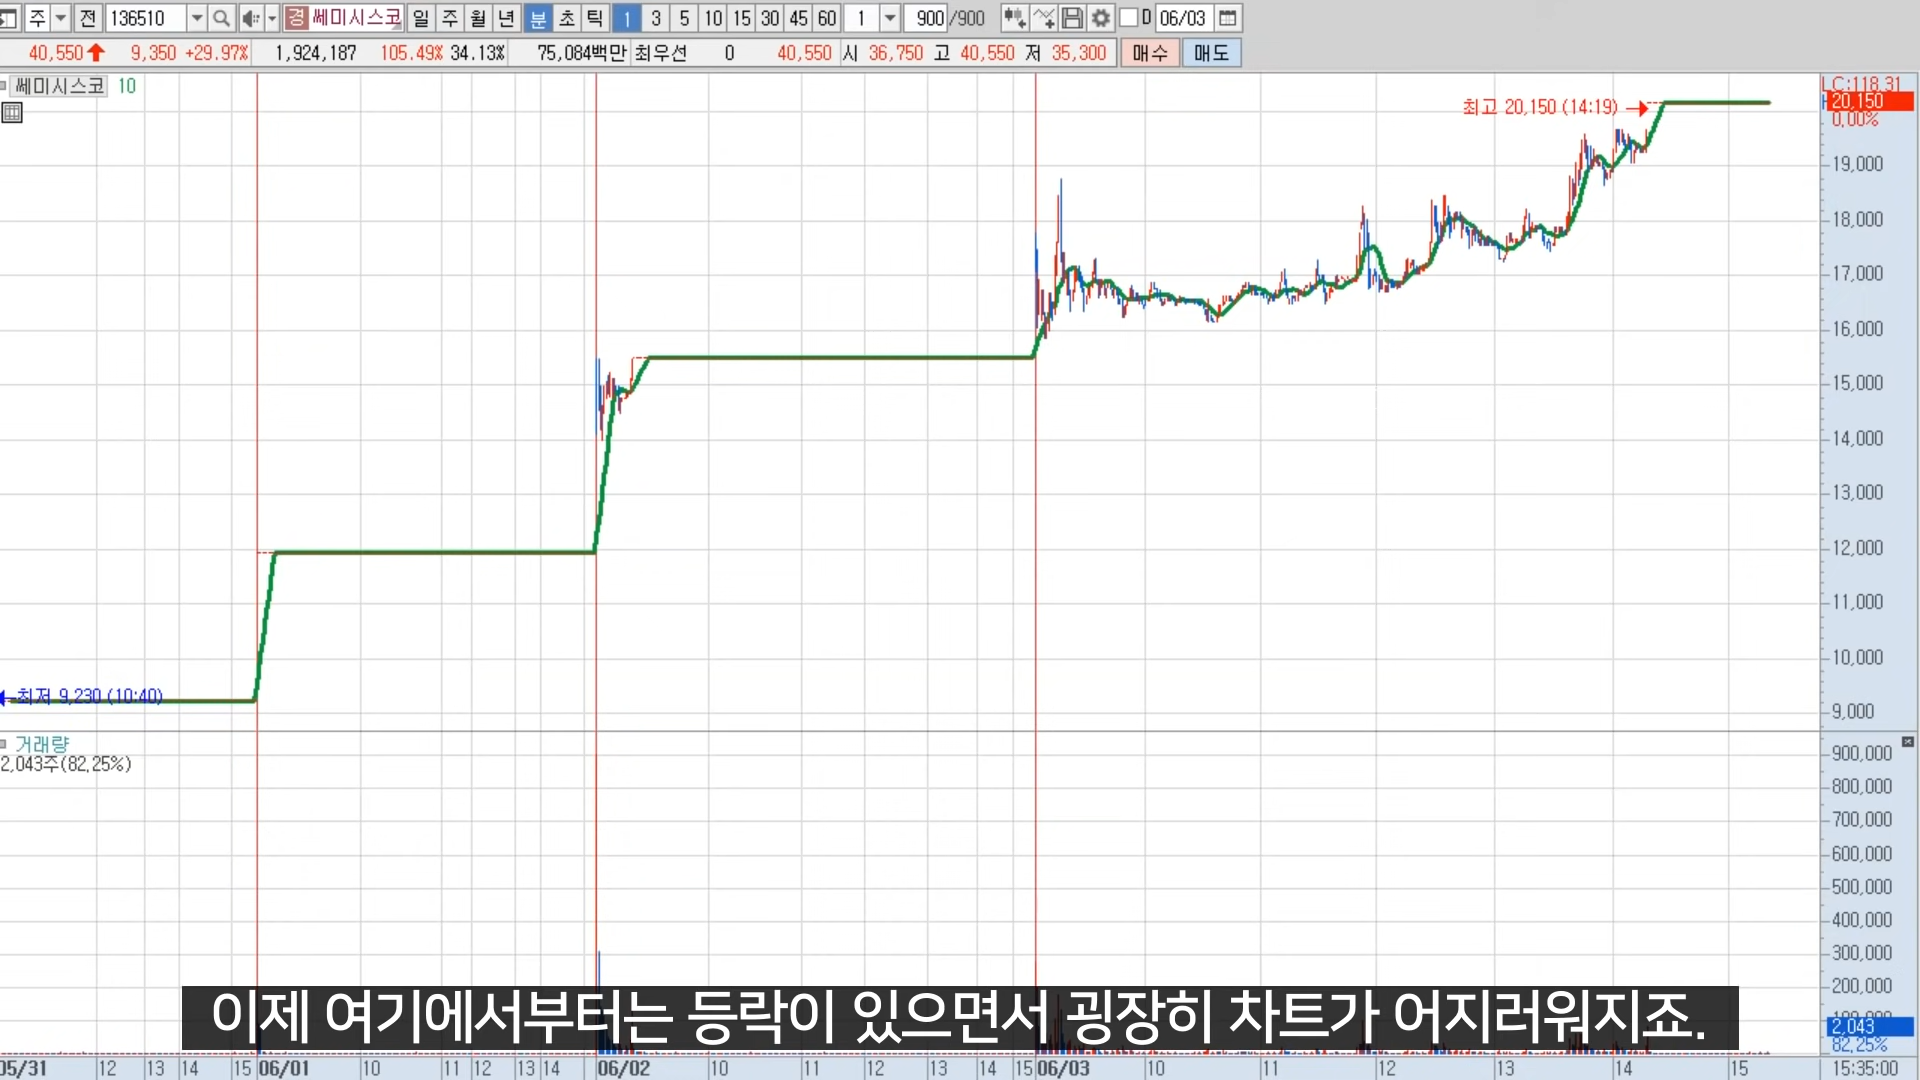 주 전 136510 경 쎄미시스코 일 주 월 년 분 초 틱 1 3 5 10 15 30 45 60 1 900 /900 D 06/03
40,550 9,350 +29.97% 1,924,187 105.49% 34.13% 75,084백만 최우선 0 40,550 시 36,750 고 40,550 저 35,300 매수 매도
쎄미시스코 10
LC:118.31
최고 20,150 (14:19)
20,150
0.00%
19,000
18,000
17,000
16,000
15,000
14,000
13,000
12,000
11,000
10,000
최저 9,230 (10:40)
9,000
거래량
2,043주(82.25%)
900,000
800,000
700,000
600,000
500,000
400,000
300,000
200,000
이제 여기에서부터는 등락이 있으면서 굉장히 차트가 어지러워지죠.
2,043
82.25%
05/31 12 13 14 15 06/01 10 11 12 13 14 06/02 10 11 12 13 14 15 06/03 10 11 12 13 14 15 15:35:00